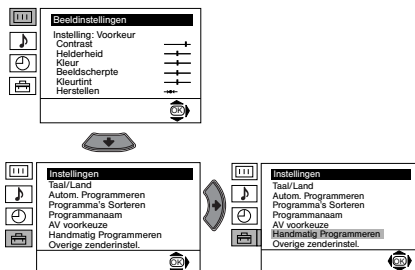 Beeldinstellingen
Instelling: Voorkeur
Contrast
Helderheid
Kleur
Beeldscherpte
Kleurtint
Herstellen
OK
Instellingen
Taal/Land
Autom. Programmeren
Programma's Sorteren
Programmanaam
AV voorkeuze
Handmatig Programmeren
Overige zenderinstel.
OK
Instellingen
Taal/Land
Autom. Programmeren
Programma's Sorteren
Programmanaam
AV voorkeuze
Handmatig Programmeren
Overige zenderinstel.
OK